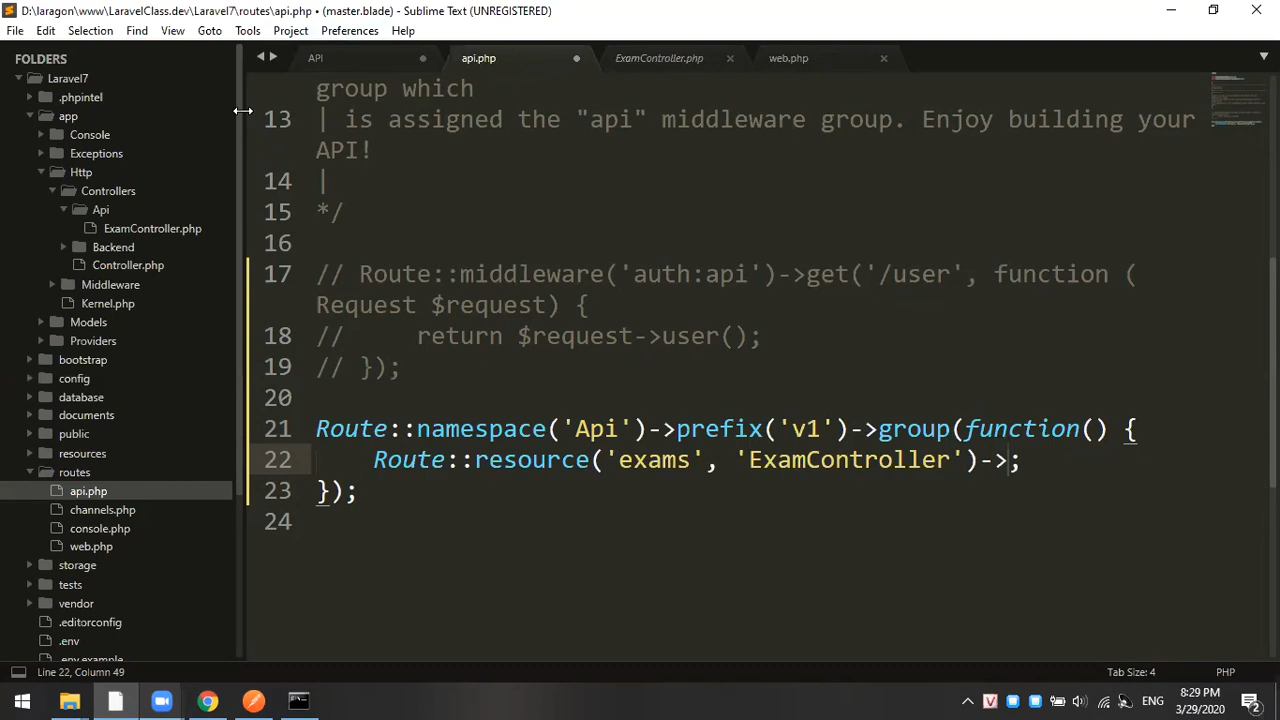 D:\laragon\www\LaravelClass.dev\Laravel7\routes\api.php • (master.blade) - Sublime Text (UNREGISTERED)
File Edit Selection Find View Goto Tools Project Preferences Help
FOLDERS
Laravel7
.phpintel
app
Console
Exceptions
Http
Controllers
Api
ExamController.php
Backend
Controller.php
Middleware
Kernel.php
Models
Providers
bootstrap
config
database
documents
public
resources
routes
api.php
channels.php
console.php
web.php
storage
tests
vendor
.editorconfig
.env
.env.example
API api.php ExamController.php web.php
group which
13 | is assigned the "api" middleware group. Enjoy building your
API!
14 |
15 */
16
17 // Route::middleware('auth:api')->get('/user', function (
Request $request) {
18 //     return $request->user();
19 // });
20
21 Route::namespace('Api')->prefix('v1')->group(function() {
22     Route::resource('exams', 'ExamController')->;
23 });
24
Line 22, Column 49
Tab Size: 4 PHP
ENG
8:29 PM
3/29/2020
2